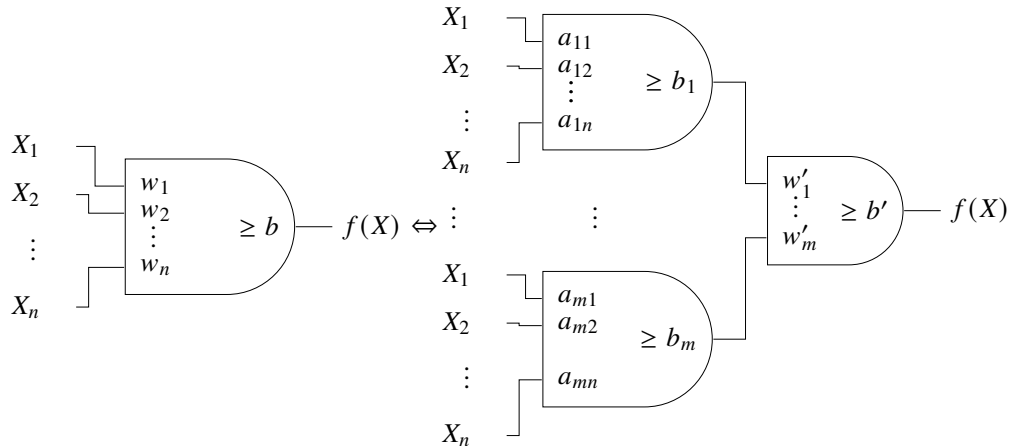 X₁
X₂
⋮
Xₙ
w₁
w₂
⋮
wₙ
≥ b
f(X) ⇔
X₁
X₂
⋮
Xₙ
a₁₁
a₁₂
⋮
a₁ₙ
≥ b₁
⋮
⋮
X₁
X₂
⋮
Xₙ
aₘ₁
aₘ₂
aₘₙ
≥ bₘ
w′₁
⋮
w′ₘ
≥ b′
f(X)